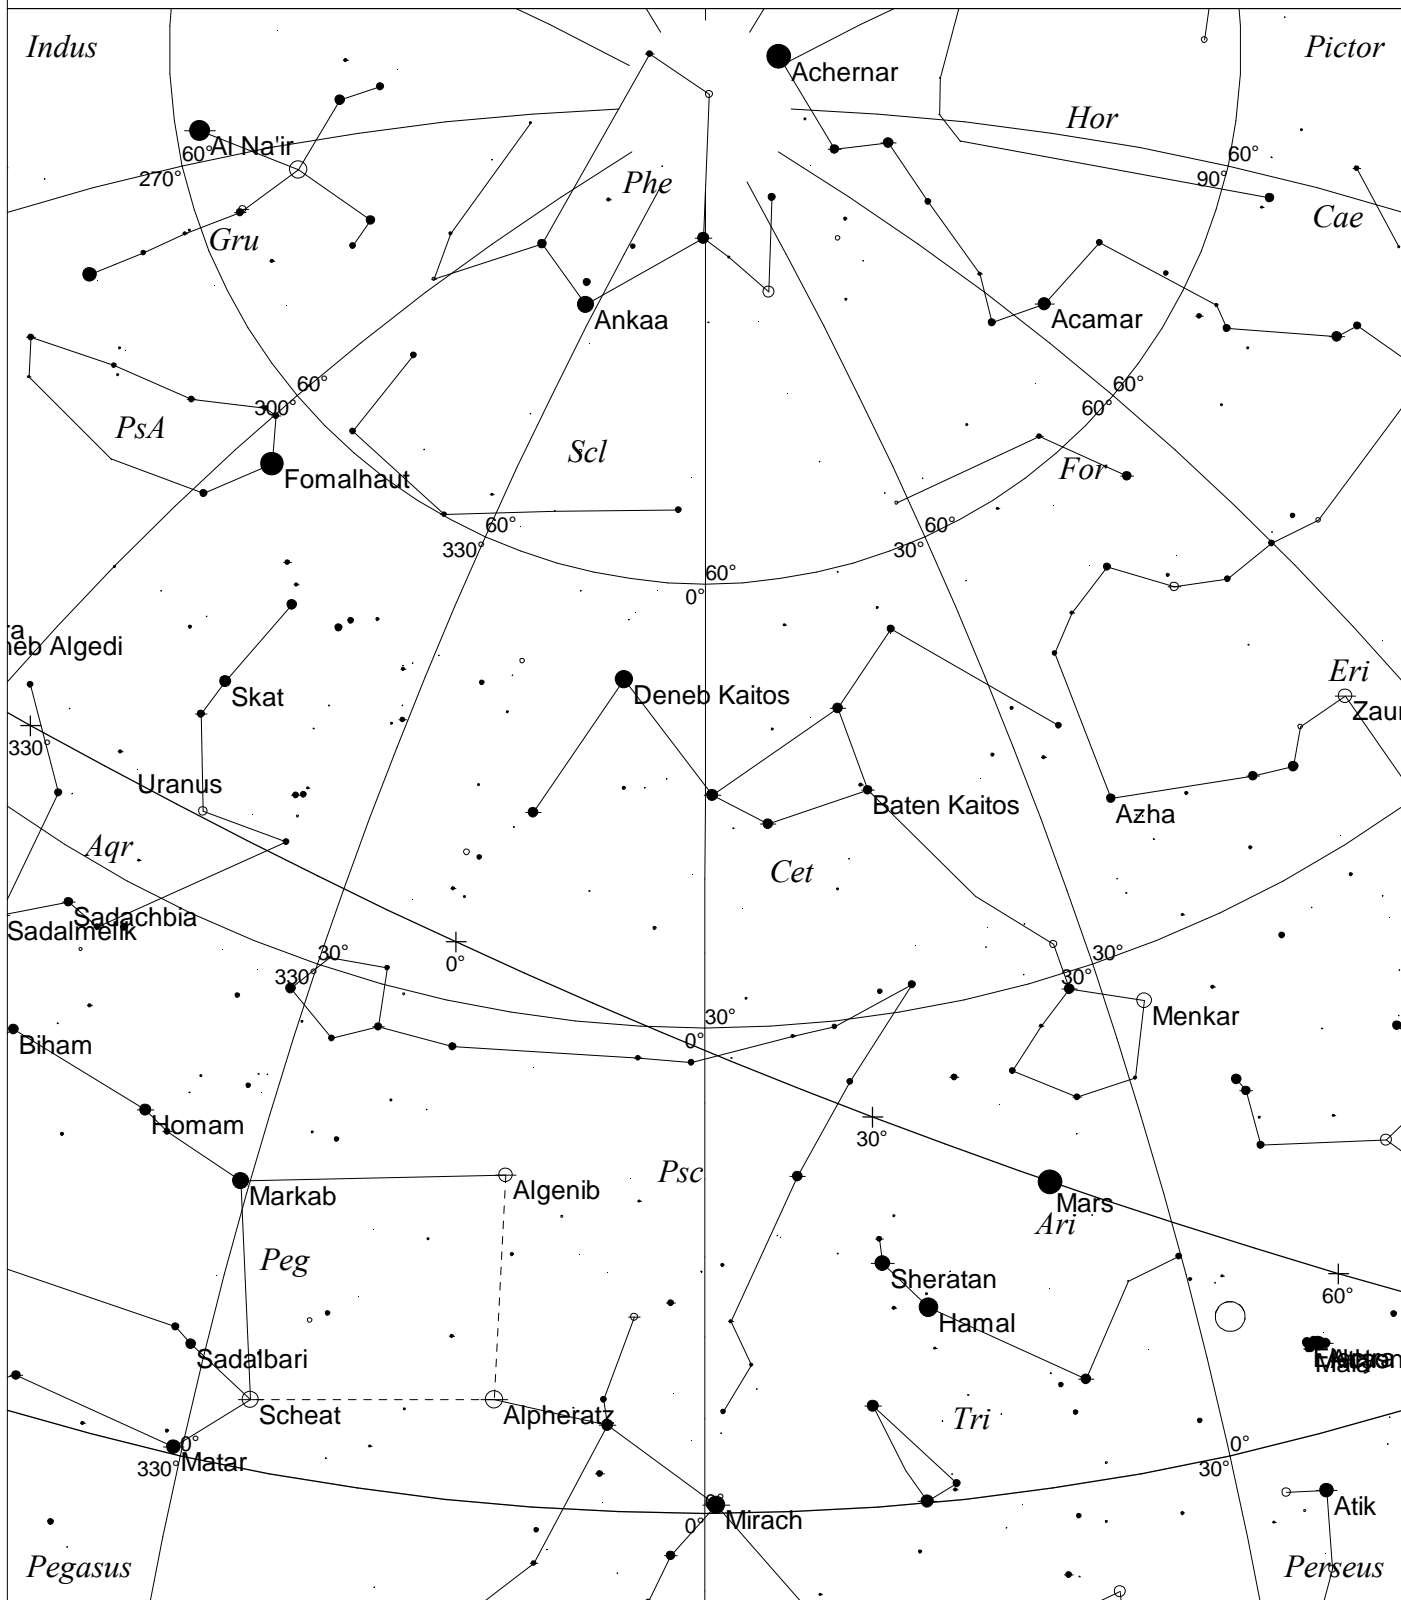 Indus
Pictor
Achernar
Hor
Al Na'ir
60°
270°
60°
90°
Phe
Cae
Gru
Ankaa
Acamar
60°
300°
60°
60°
PsA
Scl
For
Fomalhaut
60°
330°
60°
30°
60°
0°
ra
neb Algedi
Eri
Skat
Deneb Kaitos
Zaur
330°
Uranus
Baten Kaitos
Azha
Aqr
Cet
Sadachbia
Sadalmelik
30°
330°
0°
30°
30°
Menkar
30°
0°
Biham
Homam
30°
Psc
Markab
Algenib
Mars
Ari
Peg
Sheratan
60°
Hamal
Sadalbari
Scheat
Alpheratz
Tri
0°
330°
Matar
0°
30°
0°
0°
Mirach
Atik
Pegasus
Perseus